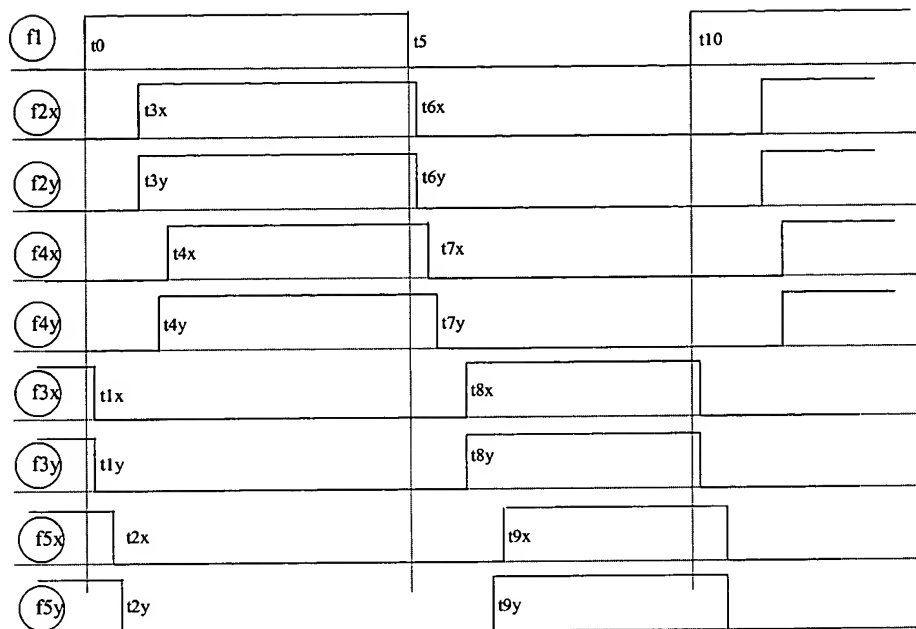 f1 t0 t5 t10
f2x t3x t6x
f2y t3y t6y
f4x t4x t7x
f4y t4y t7y
f3x t1x t8x
f3y t1y t8y
f5x t2x t9x
f5y t2y t9y